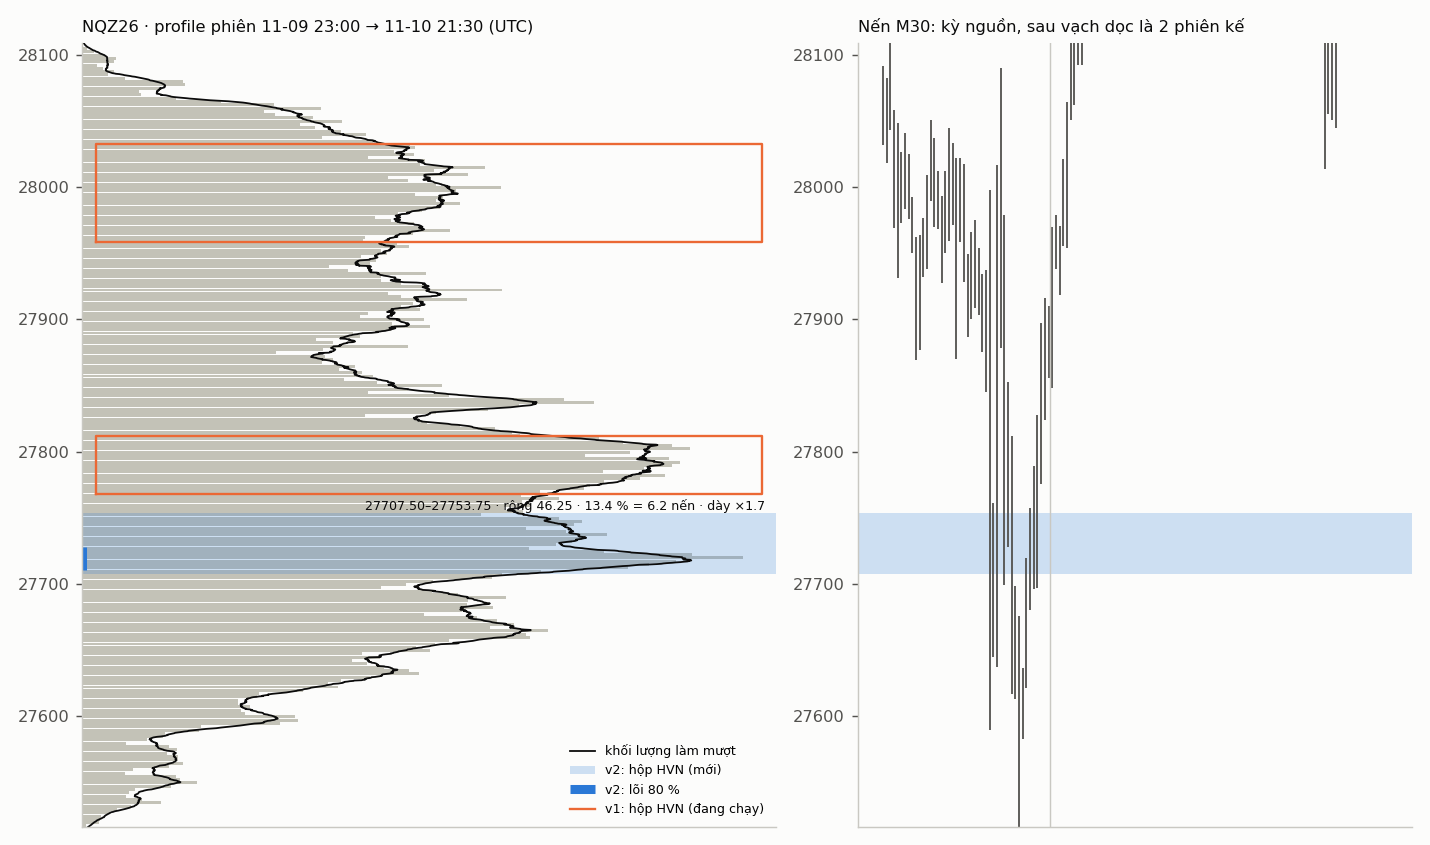 NQZ26 · profile phiên 11-09 23:00 → 11-10 21:30 (UTC)
28100
28000
27900
27800
27700
27600
27707.50–27753.75 · rộng 46.25 · 13.4 % = 6.2 nến · dày ×1.7
khối lượng làm mượt
v2: hộp HVN (mới)
v2: lõi 80 %
v1: hộp HVN (đang chạy)
Nến M30: kỳ nguồn, sau vạch dọc là 2 phiên kế
28100
28000
27900
27800
27700
27600